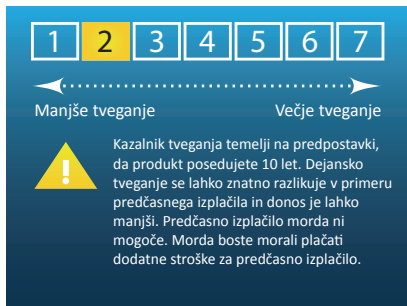 1 2 3 4 5 6 7
Manjše tveganje Večje tveganje
Kazalnik tveganja temelji na predpostavki,
da produkt posedujete 10 let. Dejansko
tveganje se lahko znatno razlikuje v primeru
predčasnega izplačila in donos je lahko
manjši. Predčasno izplačilo morda ni
mogoče. Morda boste morali plačati
dodatne stroške za predčasno izplačilo.